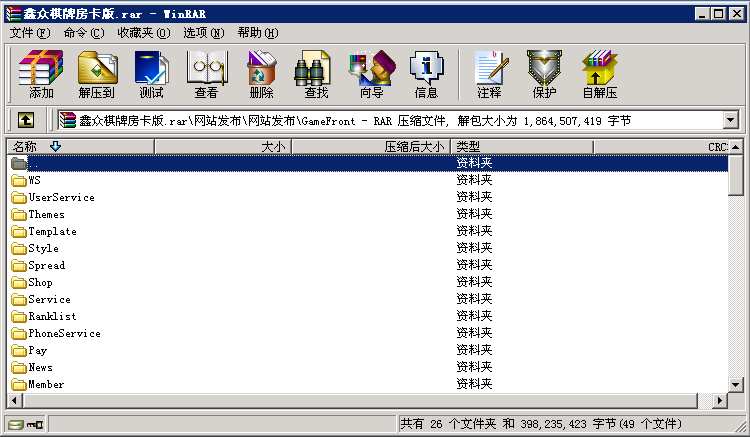 鑫众棋牌房卡版.rar - WinRAR
文件(F) 命令(C) 收藏夹(O) 选项(N) 帮助(H)
添加 解压到 测试 查看 删除 查找 向导 信息 注释 保护 自解压
鑫众棋牌房卡版.rar\网站发布\网站发布\GameFront - RAR 压缩文件, 解包大小为 1,864,507,419 字节
名称 大小 压缩后大小 类型 CRC
.. 资料夹
WS 资料夹
UserService 资料夹
Themes 资料夹
Template 资料夹
Style 资料夹
Spread 资料夹
Shop 资料夹
Service 资料夹
Ranklist 资料夹
PhoneService 资料夹
Pay 资料夹
News 资料夹
Member 资料夹
共有 26 个文件夹 和 398,235,423 字节(49 个文件)